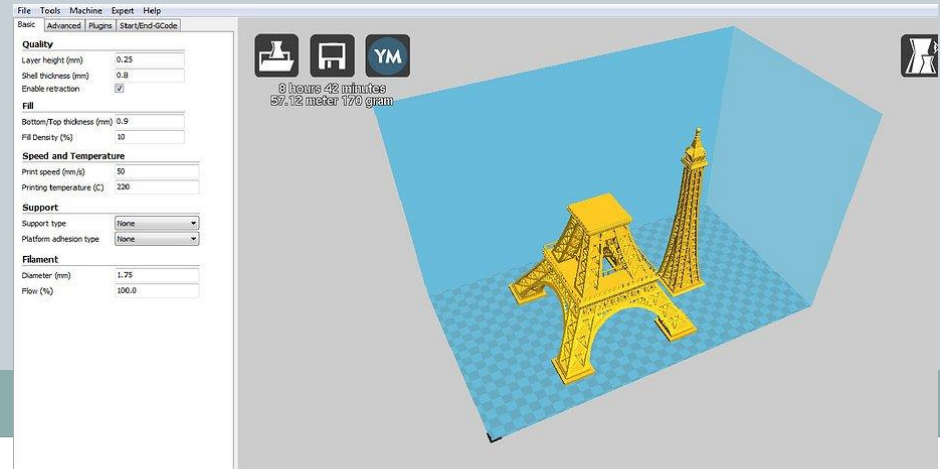 File Tools Machine Expert Help
Basic Advanced Plugins Start/End-GCode
Quality
Layer height (mm) 0.25
Shell thickness (mm) 0.8
Enable retraction
Fill
Bottom/Top thickness (mm) 0.9
Fill Density (%) 10
Speed and Temperature
Print speed (mm/s) 50
Printing temperature (C) 220
Support
Support type None
Platform adhesion type None
Filament
Diameter (mm) 1.75
Flow (%) 100.0
YM
8 hours 42 minutes
57.12 meter 170 gram